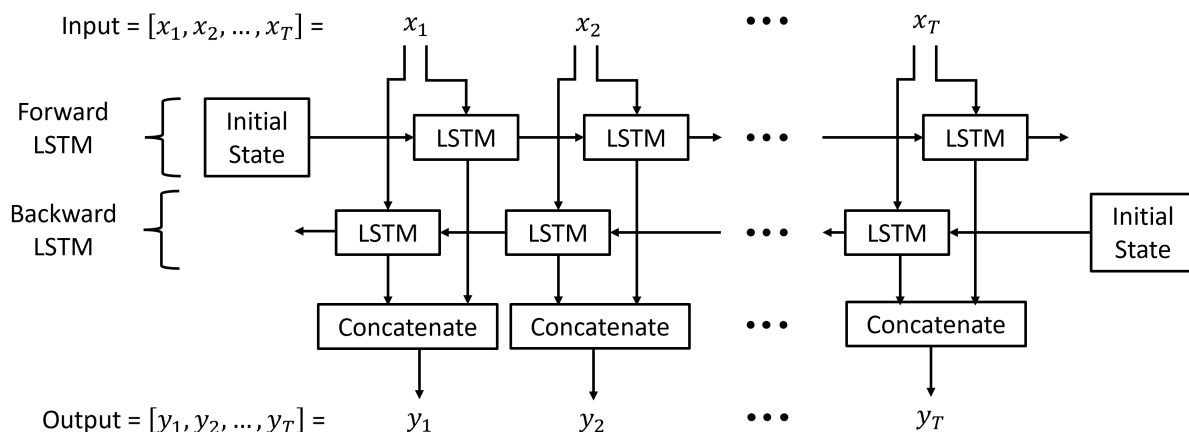 Input = [x₁, x₂, … , x_T] = x₁ x₂ ••• x_T
Forward
LSTM
Initial
State
LSTM LSTM ••• LSTM
Backward
LSTM
LSTM LSTM ••• LSTM
Initial
State
Concatenate Concatenate ••• Concatenate
Output = [y₁, y₂, … , y_T] = y₁ y₂ ••• y_T